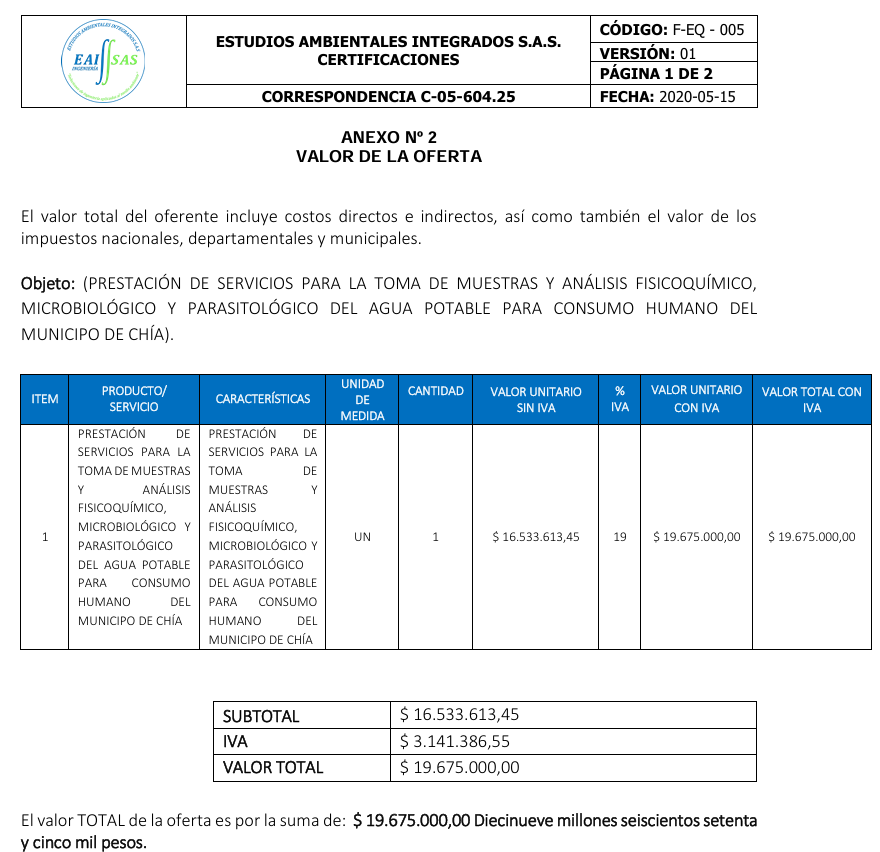 ESTUDIOS AMBIENTALES INTEGRADOS S.A.S.
EAI SAS
INGENIERÍA
ESTUDIOS AMBIENTALES INTEGRADOS S.A.S.
CERTIFICACIONES
CORRESPONDENCIA C-05-604.25
CÓDIGO: F-EQ - 005
VERSIÓN: 01
PÁGINA 1 DE 2
FECHA: 2020-05-15
ANEXO Nº 2
VALOR DE LA OFERTA
El valor total del oferente incluye costos directos e indirectos, así como también el valor de los
impuestos nacionales, departamentales y municipales.
Objeto: (PRESTACIÓN DE SERVICIOS PARA LA TOMA DE MUESTRAS Y ANÁLISIS FISICOQUÍMICO,
MICROBIOLÓGICO Y PARASITOLÓGICO DEL AGUA POTABLE PARA CONSUMO HUMANO DEL
MUNICIPO DE CHÍA).
ITEM
PRODUCTO/
SERVICIO
CARACTERÍSTICAS
UNIDAD
DE
MEDIDA
CANTIDAD
VALOR UNITARIO
SIN IVA
%
IVA
VALOR UNITARIO
CON IVA
VALOR TOTAL CON
IVA
1
PRESTACIÓN DE
SERVICIOS PARA LA
TOMA DE MUESTRAS
Y ANÁLISIS
FISICOQUÍMICO,
MICROBIOLÓGICO Y
PARASITOLÓGICO
DEL AGUA POTABLE
PARA CONSUMO
HUMANO DEL
MUNICIPO DE CHÍA
PRESTACIÓN DE
SERVICIOS PARA LA
TOMA DE
MUESTRAS Y
ANÁLISIS
FISICOQUÍMICO,
MICROBIOLÓGICO Y
PARASITOLÓGICO
DEL AGUA POTABLE
PARA CONSUMO
HUMANO DEL
MUNICIPO DE CHÍA
UN
1
$ 16.533.613,45
19
$ 19.675.000,00
$ 19.675.000,00
SUBTOTAL $ 16.533.613,45
IVA $ 3.141.386,55
VALOR TOTAL $ 19.675.000,00
El valor TOTAL de la oferta es por la suma de: $ 19.675.000,00 Diecinueve millones seiscientos setenta
y cinco mil pesos.